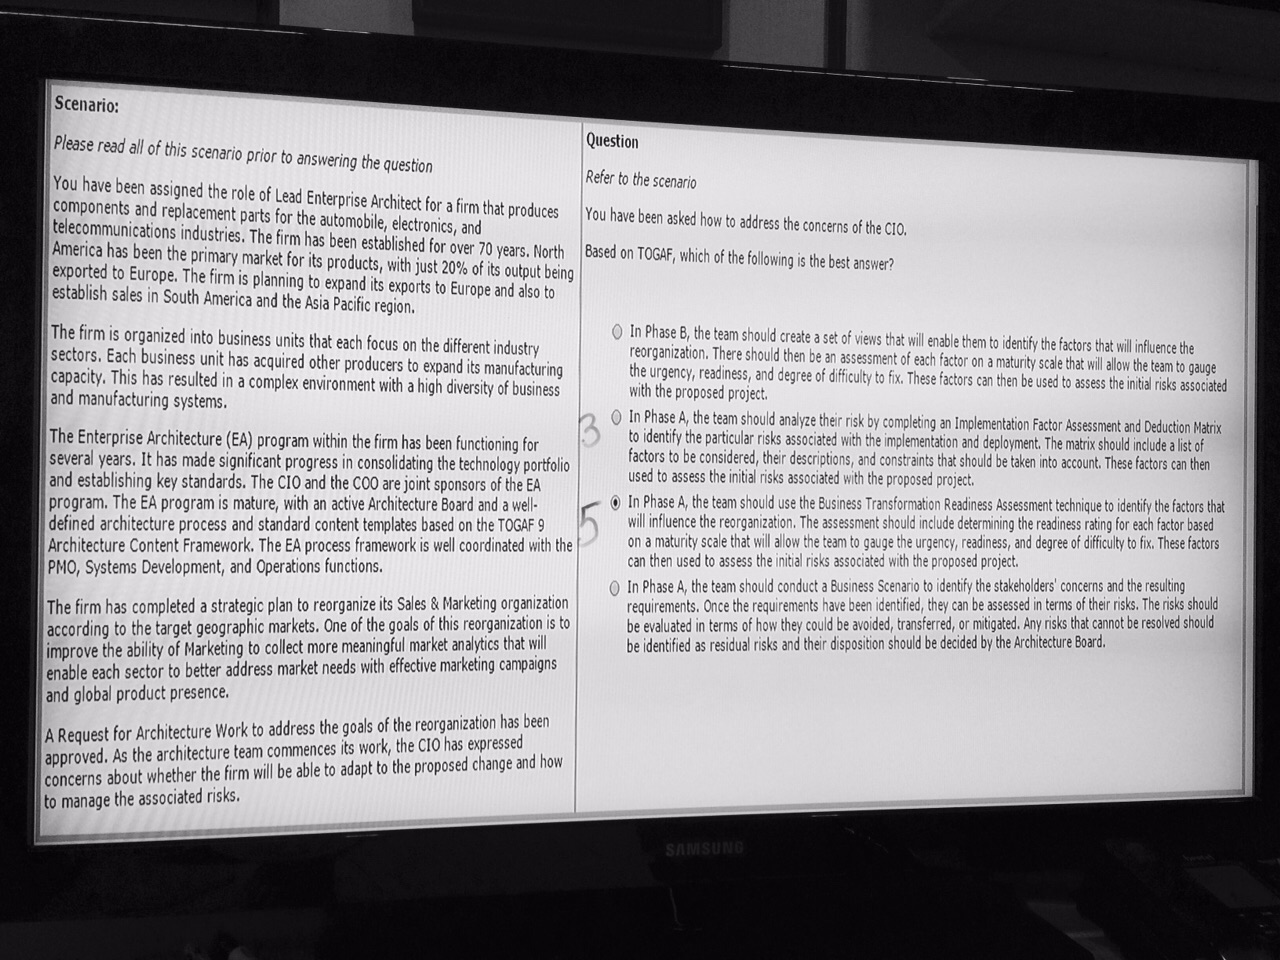 Scenario:
Please read all of this scenario prior to answering the question
You have been assigned the role of Lead Enterprise Architect for a firm that produces
components and replacement parts for the automobile, electronics, and
telecommunications industries. The firm has been established for over 70 years. North
America has been the primary market for its products, with just 20% of its output being
exported to Europe. The firm is planning to expand its exports to Europe and also to
establish sales in South America and the Asia Pacific region.
The firm is organized into business units that each focus on the different industry
sectors. Each business unit has acquired other producers to expand its manufacturing
capacity. This has resulted in a complex environment with a high diversity of business
and manufacturing systems.
The Enterprise Architecture (EA) program within the firm has been functioning for
several years. It has made significant progress in consolidating the technology portfolio
and establishing key standards. The CIO and the COO are joint sponsors of the EA
program. The EA program is mature, with an active Architecture Board and a well-
defined architecture process and standard content templates based on the TOGAF 9
Architecture Content Framework. The EA process framework is well coordinated with the
PMO, Systems Development, and Operations functions.
The firm has completed a strategic plan to reorganize its Sales & Marketing organization
according to the target geographic markets. One of the goals of this reorganization is to
improve the ability of Marketing to collect more meaningful market analytics that will
enable each sector to better address market needs with effective marketing campaigns
and global product presence.
A Request for Architecture Work to address the goals of the reorganization has been
approved. As the architecture team commences its work, the CIO has expressed
concerns about whether the firm will be able to adapt to the proposed change and how
to manage the associated risks.
Question
Refer to the scenario
You have been asked how to address the concerns of the CIO.
Based on TOGAF, which of the following is the best answer?
In Phase B, the team should create a set of views that will enable them to identify the factors that will influence the
reorganization. There should then be an assessment of each factor on a maturity scale that will allow the team to gauge
the urgency, readiness, and degree of difficulty to fix. These factors can then be used to assess the initial risks associated
with the proposed project.
3
In Phase A, the team should analyze their risk by completing an Implementation Factor Assessment and Deduction Matrix
to identify the particular risks associated with the implementation and deployment. The matrix should include a list of
factors to be considered, their descriptions, and constraints that should be taken into account. These factors can then
used to assess the initial risks associated with the proposed project.
5
In Phase A, the team should use the Business Transformation Readiness Assessment technique to identify the factors that
will influence the reorganization. The assessment should include determining the readiness rating for each factor based
on a maturity scale that will allow the team to gauge the urgency, readiness, and degree of difficulty to fix. These factors
can then used to assess the initial risks associated with the proposed project.
In Phase A, the team should conduct a Business Scenario to identify the stakeholders' concerns and the resulting
requirements. Once the requirements have been identified, they can be assessed in terms of their risks. The risks should
be evaluated in terms of how they could be avoided, transferred, or mitigated. Any risks that cannot be resolved should
be identified as residual risks and their disposition should be decided by the Architecture Board.
SAMSUNG